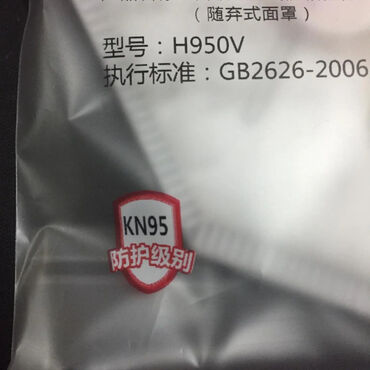 （随弃式面罩）
型号：H950V
执行标准：GB2626-2006
KN95
防护级别